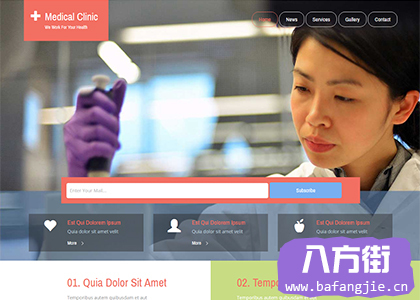 Medical Clinic
We Work For Your Health
Home News Services Gallery Contact
Enter Your Mail... Subscribe
Est Qui Dolorem Ipsum
Quia dolor sit amet velit
More >
Est Qui Dolorem Ipsum
Quia dolor sit amet velit
More >
Est Qui Dolorem Ipsum
Quia dolor sit amet velit
More >
01. Quia Dolor Sit Amet
Temporibus autem quibusdam et aut
02. Tempo
Temporibus autem
八方街
www.bafangjie.cn